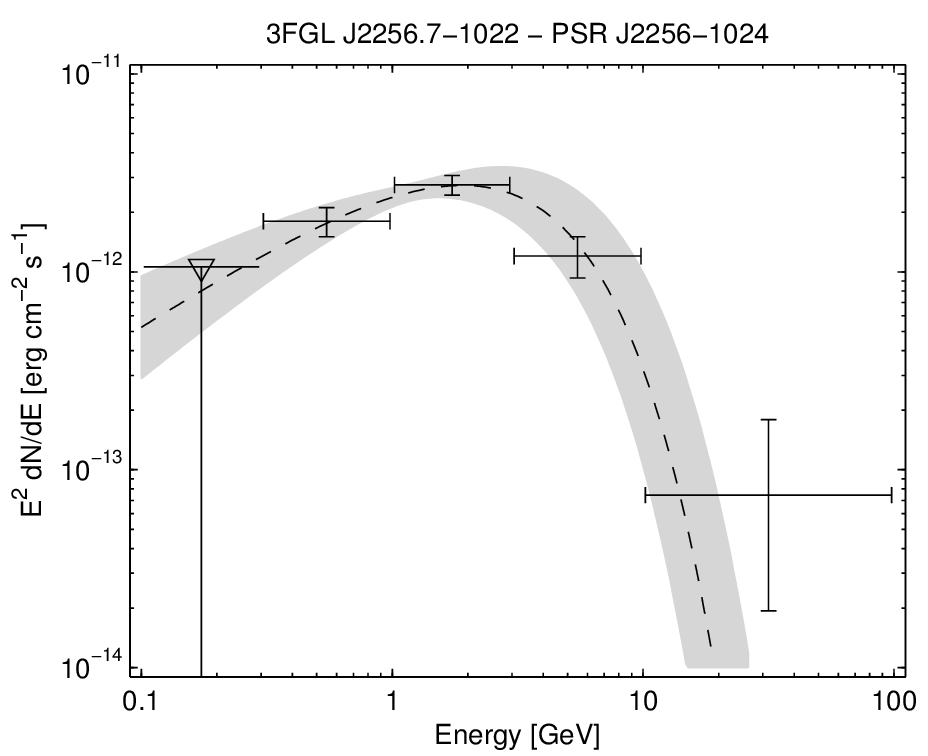 3FGL J2256.7−1022 − PSR J2256−1024
10⁻¹¹
10⁻¹²
10⁻¹³
10⁻¹⁴
E² dN/dE [erg cm⁻² s⁻¹]
0.1 1 10 100
Energy [GeV]